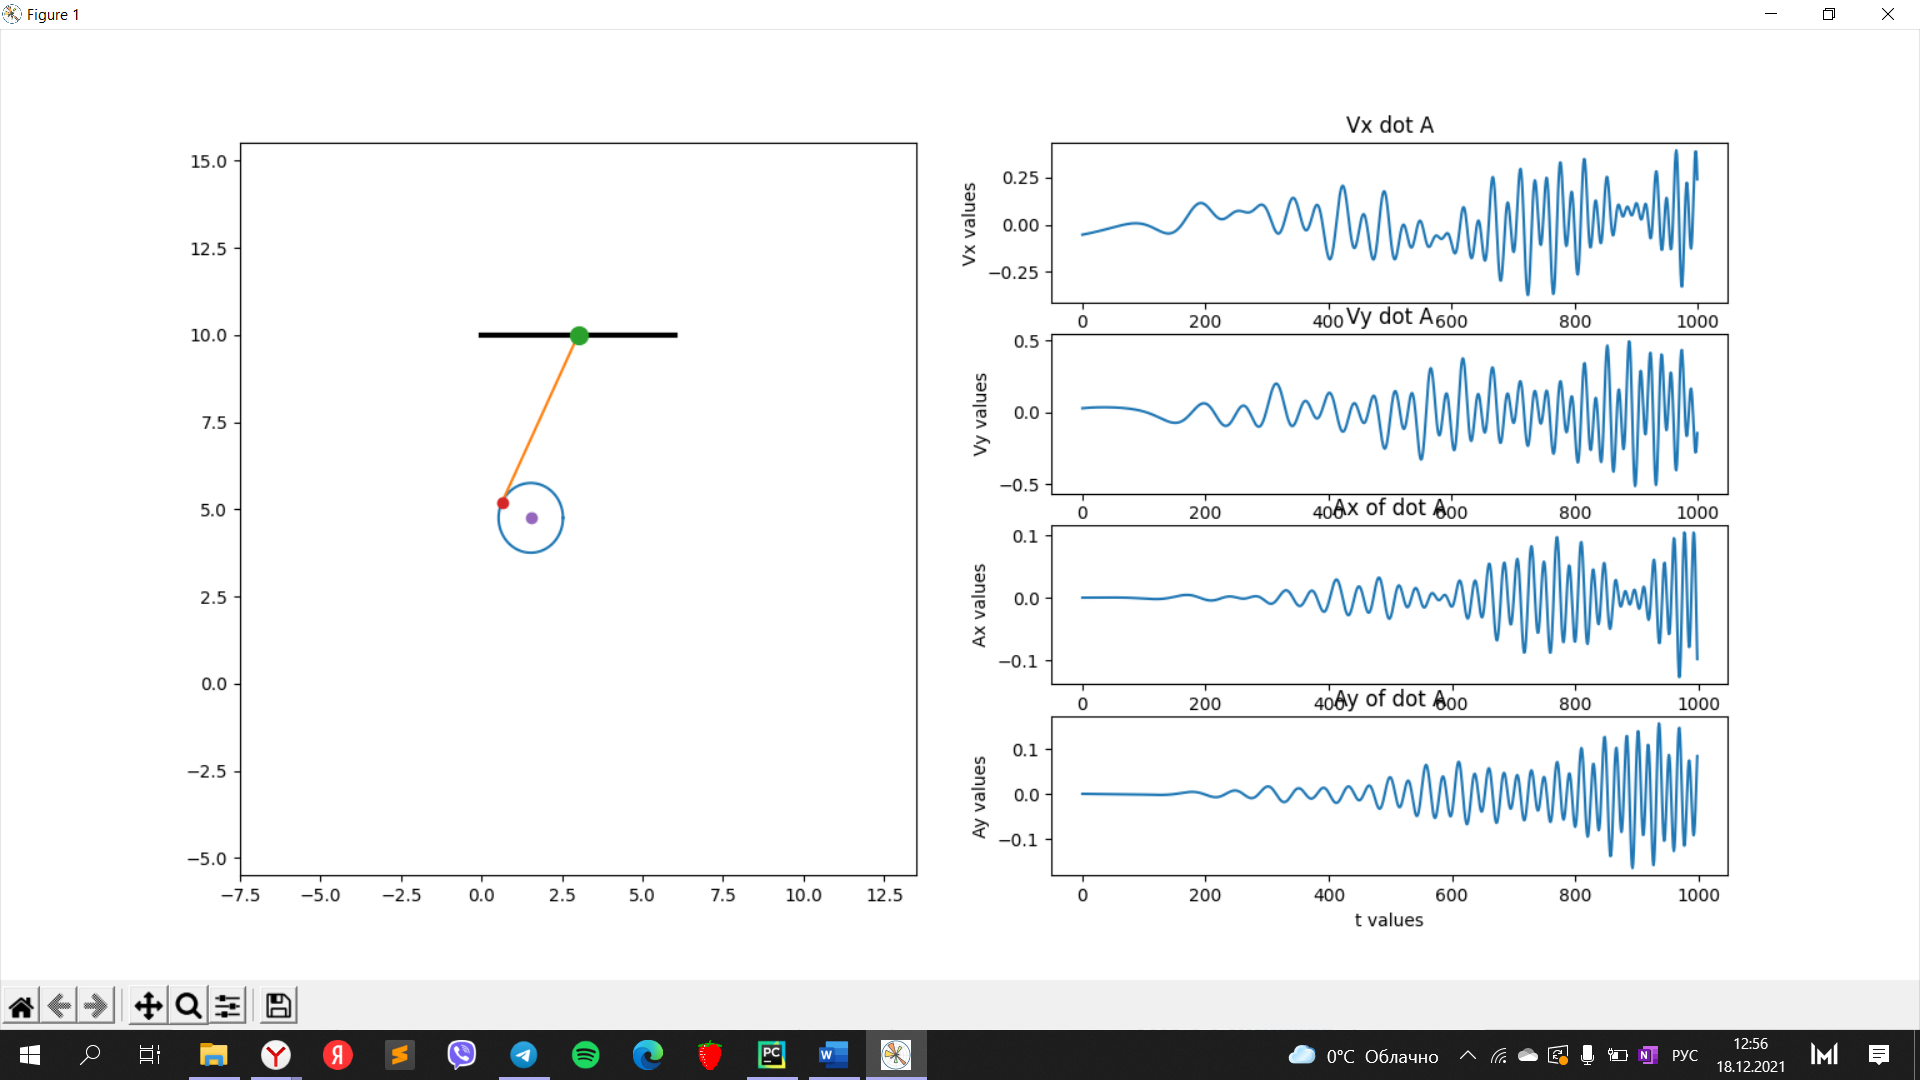 Figure 1
15.0
12.5
10.0
7.5
5.0
2.5
0.0
−2.5
−5.0
−7.5 −5.0 −2.5 0.0 2.5 5.0 7.5 10.0 12.5
Vx dot A
Vx values
0.25
0.00
−0.25
0 200 400 600 800 1000
Vy dot A
Vy values
0.5
0.0
−0.5
0 200 400 600 800 1000
Ax of dot A
Ax values
0.1
0.0
−0.1
0 200 400 600 800 1000
Ay of dot A
Ay values
0.1
0.0
−0.1
0 200 400 600 800 1000
t values
Y
Я
S
PC
W
0°C Облачно
N
РУС
12:56
18.12.2021